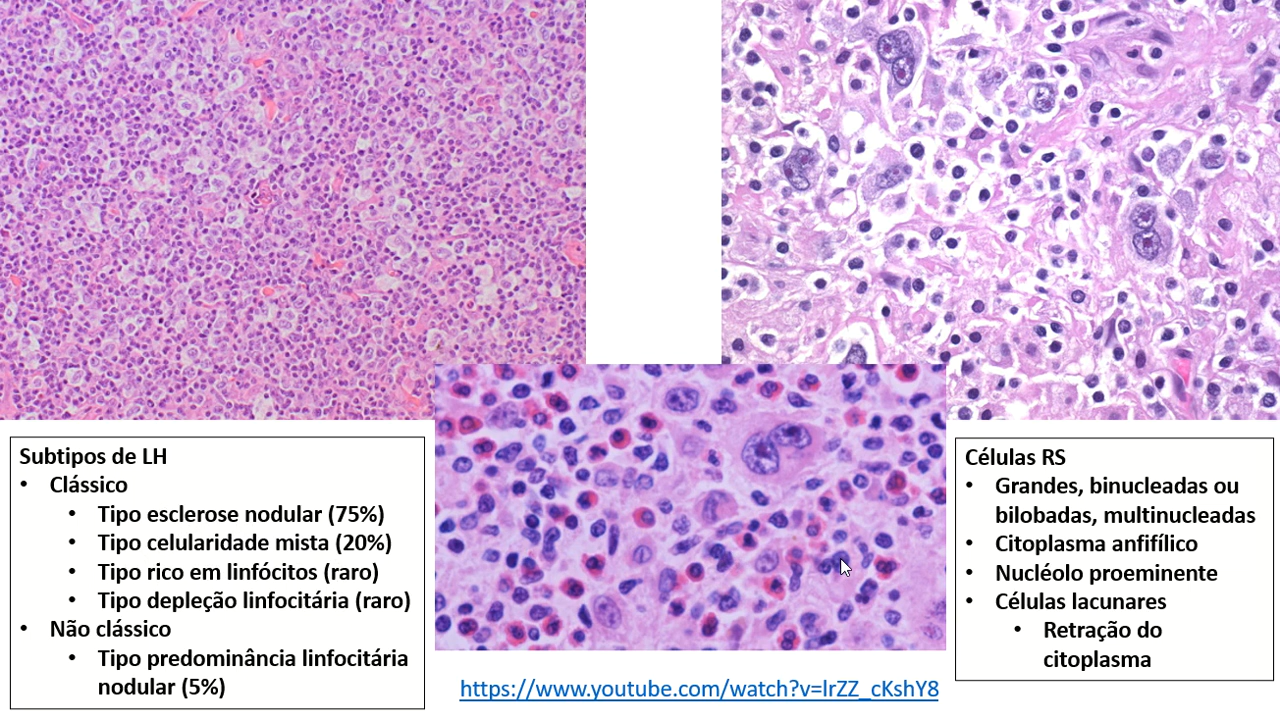 Subtipos de LH
• Clássico
• Tipo esclerose nodular (75%)
• Tipo celularidade mista (20%)
• Tipo rico em linfócitos (raro)
• Tipo depleção linfocitária (raro)
• Não clássico
• Tipo predominância linfocitária
nodular (5%)
https://www.youtube.com/watch?v=lrZZ_cKshY8
Células RS
• Grandes, binucleadas ou
bilobadas, multinucleadas
• Citoplasma anfifílico
• Nucléolo proeminente
• Células lacunares
• Retração do
citoplasma